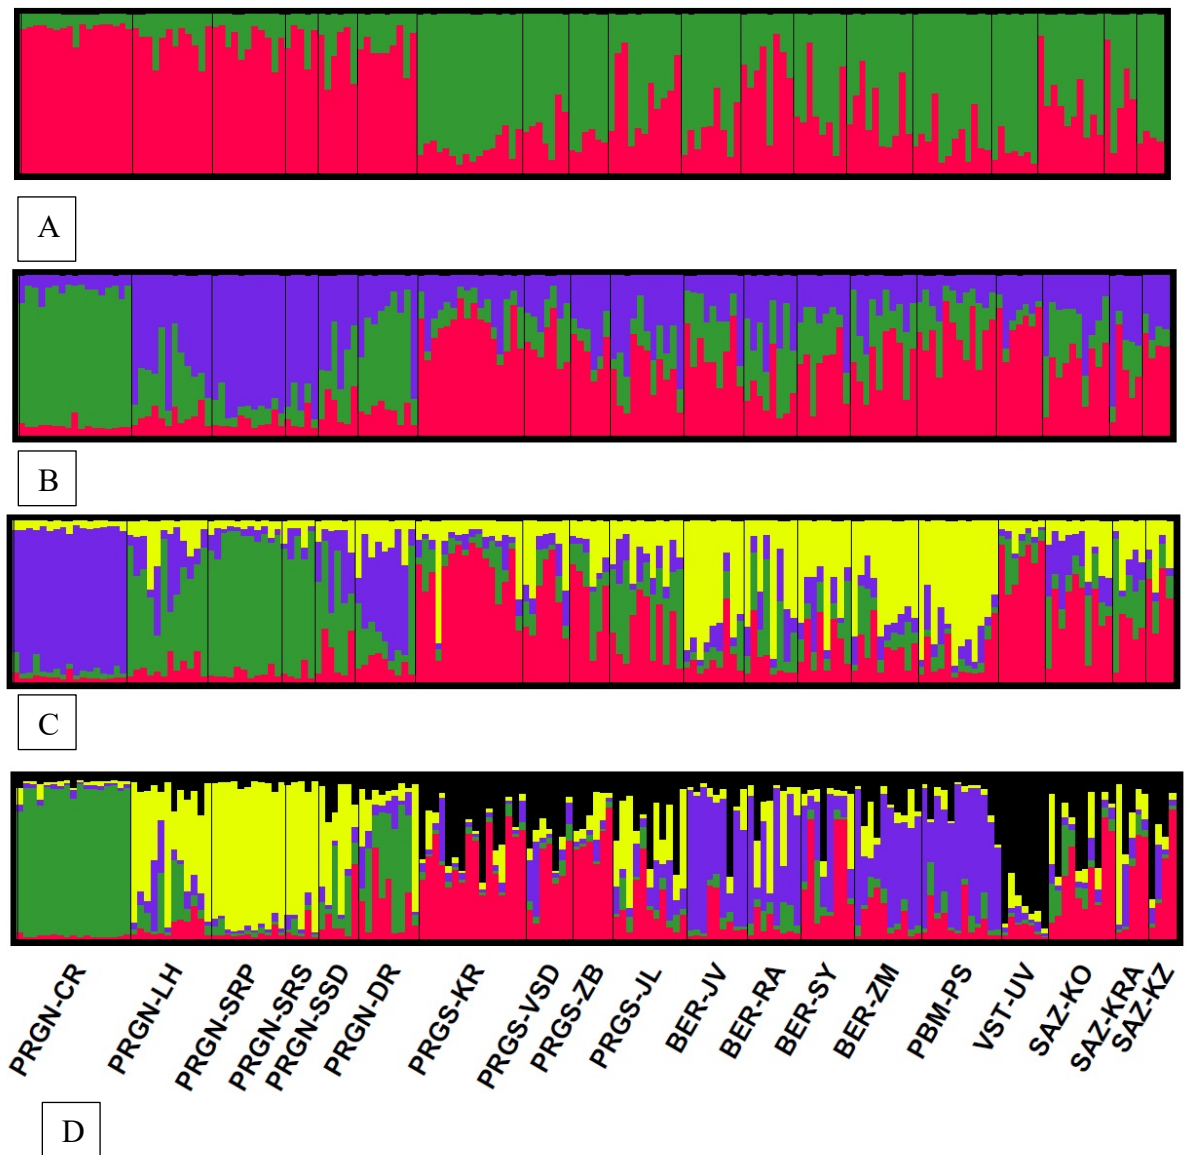 A
B
C
PRGN-CR
PRGN-LH
PRGN-SRP
PRGN-SRS
PRGN-SSD
PRGN-DR
PRGS-KR
PRGS-VSD
PRGS-ZB
PRGS-JL
BER-JV
BER-RA
BER-SY
BER-ZM
PBM-PS
VST-UV
SAZ-KO
SAZ-KRA
SAZ-KZ
D